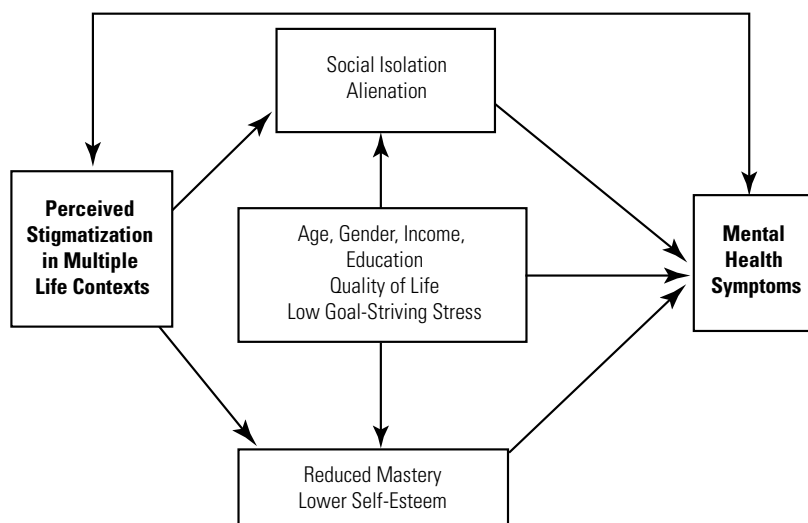 Social Isolation
Alienation
Perceived
Stigmatization
in Multiple
Life Contexts
Age, Gender, Income,
Education
Quality of Life
Low Goal-Striving Stress
Mental
Health
Symptoms
Reduced Mastery
Lower Self-Esteem